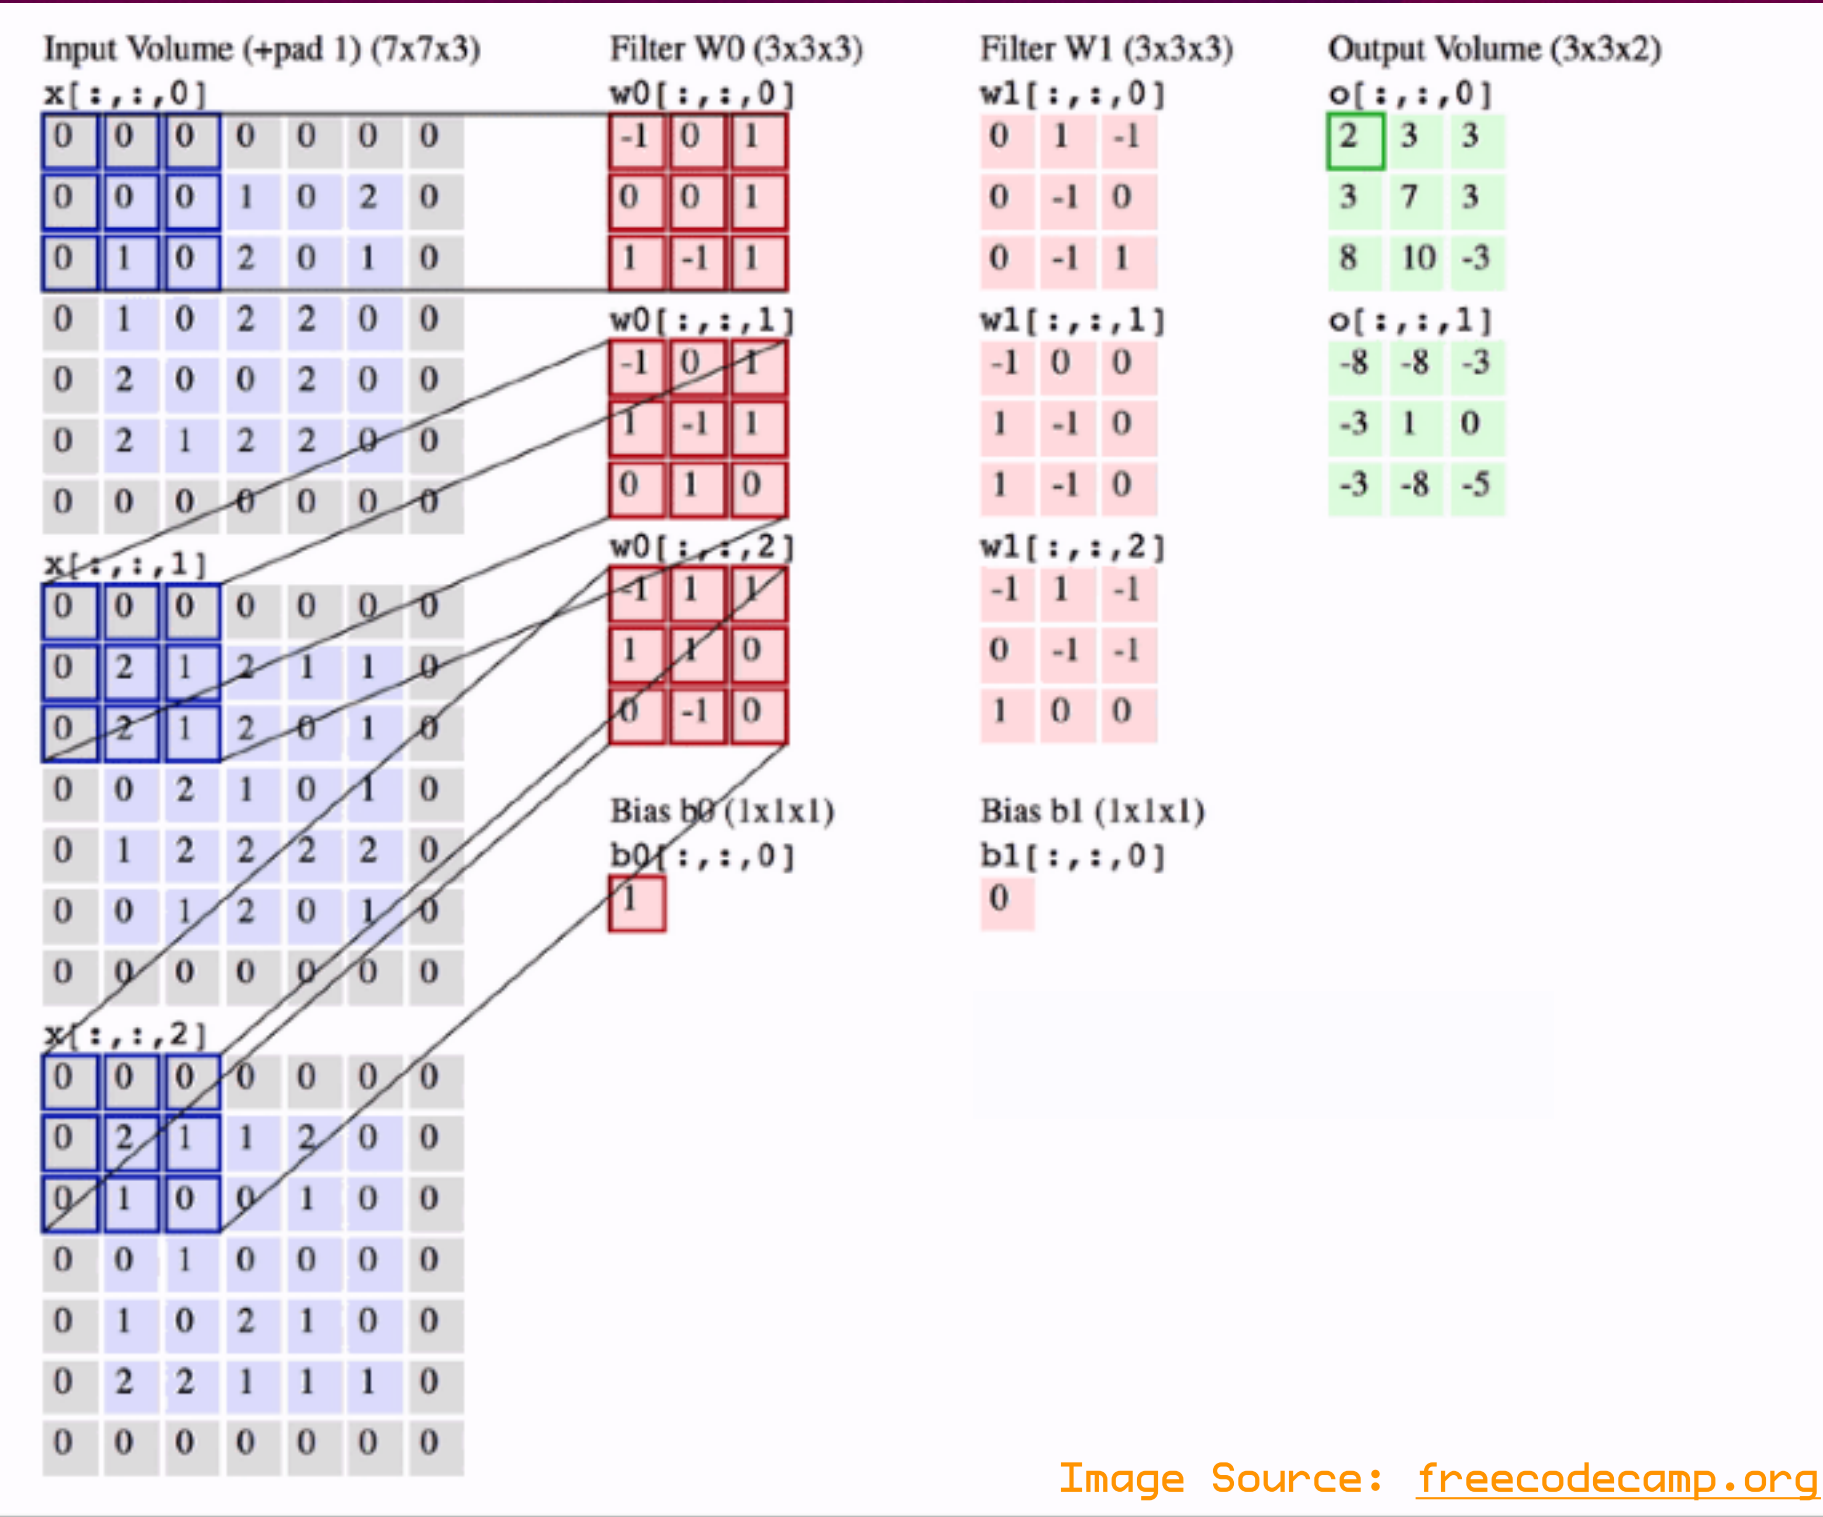 Input Volume (+pad 1) (7x7x3)
x[:,:,0]
0 0 0 0 0 0 0
0 0 0 1 0 2 0
0 1 0 2 0 1 0
0 1 0 2 2 0 0
0 2 0 0 2 0 0
0 2 1 2 2 0 0
0 0 0 0 0 0 0
x[:,:,1]
0 0 0 0 0 0 0
0 2 1 2 1 1 0
0 2 1 2 0 1 0
0 0 2 1 0 1 0
0 1 2 2 2 2 0
0 0 1 2 0 1 0
0 0 0 0 0 0 0
x[:,:,2]
0 0 0 0 0 0 0
0 2 1 1 2 0 0
0 1 0 0 1 0 0
0 0 1 0 0 0 0
0 1 0 2 1 0 0
0 2 2 1 1 1 0
0 0 0 0 0 0 0
Filter W0 (3x3x3)
w0[:,:,0]
-1 0 1
0 0 1
1 -1 1
w0[:,:,1]
-1 0 1
1 -1 1
0 1 0
w0[:,:,2]
-1 1 1
1 1 0
0 -1 0
Bias b0 (1x1x1)
b0[:,:,0]
1
Filter W1 (3x3x3)
w1[:,:,0]
0 1 -1
0 -1 0
0 -1 1
w1[:,:,1]
-1 0 0
1 -1 0
1 -1 0
w1[:,:,2]
-1 1 -1
0 -1 -1
1 0 0
Bias b1 (1x1x1)
b1[:,:,0]
0
Output Volume (3x3x2)
o[:,:,0]
2 3 3
3 7 3
8 10 -3
o[:,:,1]
-8 -8 -3
-3 1 0
-3 -8 -5
Image Source: freecodecamp.org